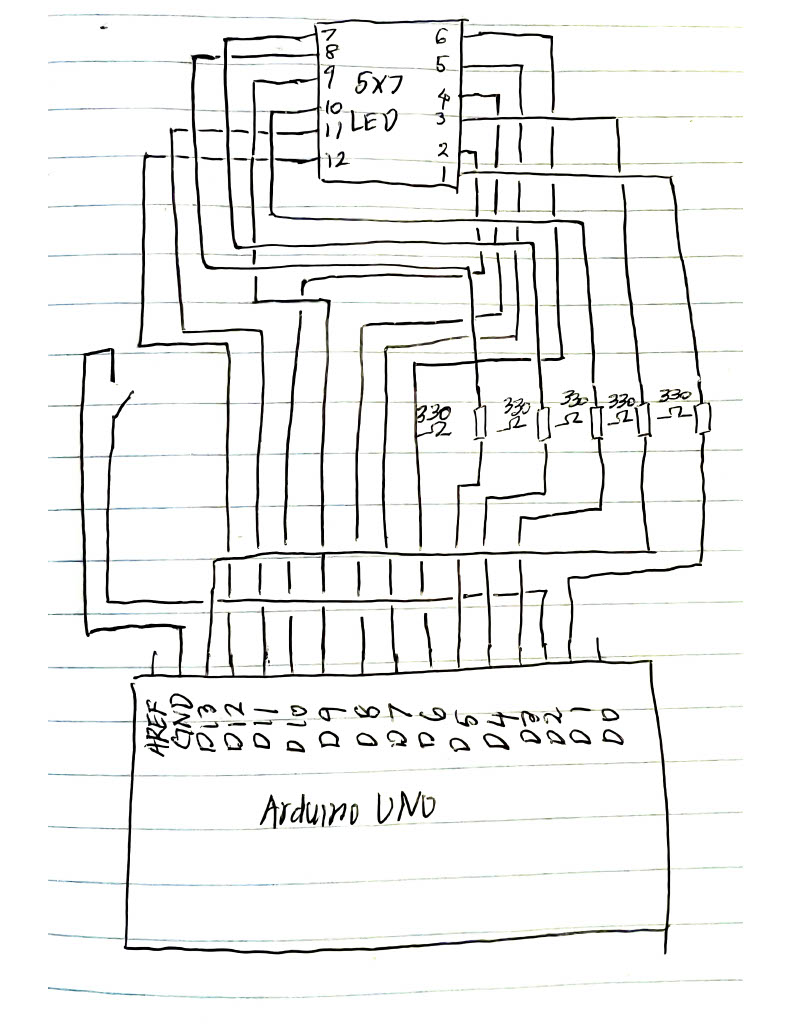 7 6
8 5
9 5X7 4
10 3
11 LED
12 2
1
330 330 330 330 330
Ω Ω Ω Ω Ω
AREF GND D13 D12 D11 D10 D9 D8 D7 D6 D5 D4 D3 D2 D1 D0
Arduino UNO